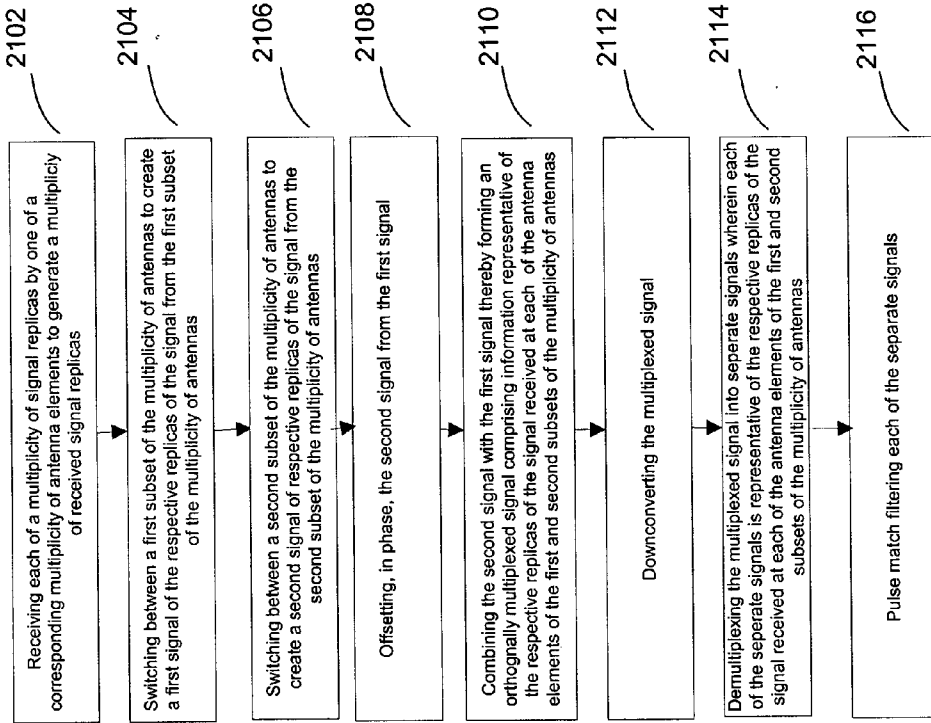 2102
Receiving each of a multiplicity of signal replicas by one of a
corresponding multiplicity of antenna elements to generate a multipliciy
of received signal replicas
2104
Switching between a first subset of the multiplicity of antennas to create
a first signal of the respective replicas of the signal from the first subset
of the multiplicity of antennas
2106
Switching between a second subset of the multiplicity of antennas to
create a second signal of respective replicas of the signal from the
second subset of the multiplicity of antennas
2108
Offsetting, in phase, the second signal from the first signal
2110
Combining the second signal with the first signal thereby forming an
orthognally multiplexed signal comprising information representative of
the respective replicas of the signal received at each of the antenna
elements of the first and second subsets of the multiplicity of antennas
2112
Downconverting the multiplexed signal
2114
Demultiplexing the multiplexed signal into seperate signals wherein each
of the seperate signals is representative of the respective replicas of the
signal received at each of the antenna elements of the first and second
subsets of the multiplicity of antennas
2116
Pulse match filtering each of the separate signals